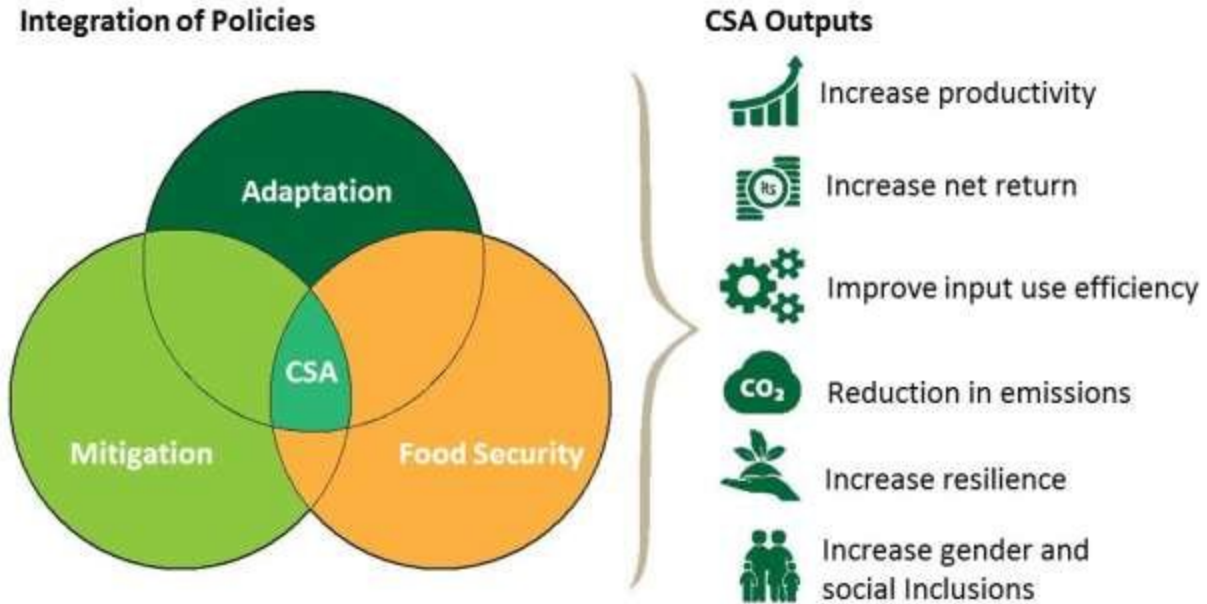 Integration of Policies
Adaptation
CSA
Mitigation
Food Security
CSA Outputs
Increase productivity
Rs
Increase net return
Improve input use efficiency
CO₂
Reduction in emissions
Increase resilience
Increase gender and
social Inclusions